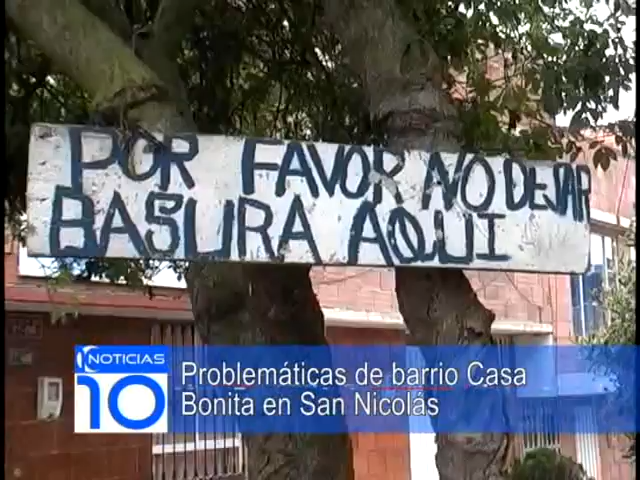 POR FAVOR NO DEJAR
BASURA AQUI
NOTICIAS
10
Problemáticas de barrio Casa
Bonita en San Nicolás